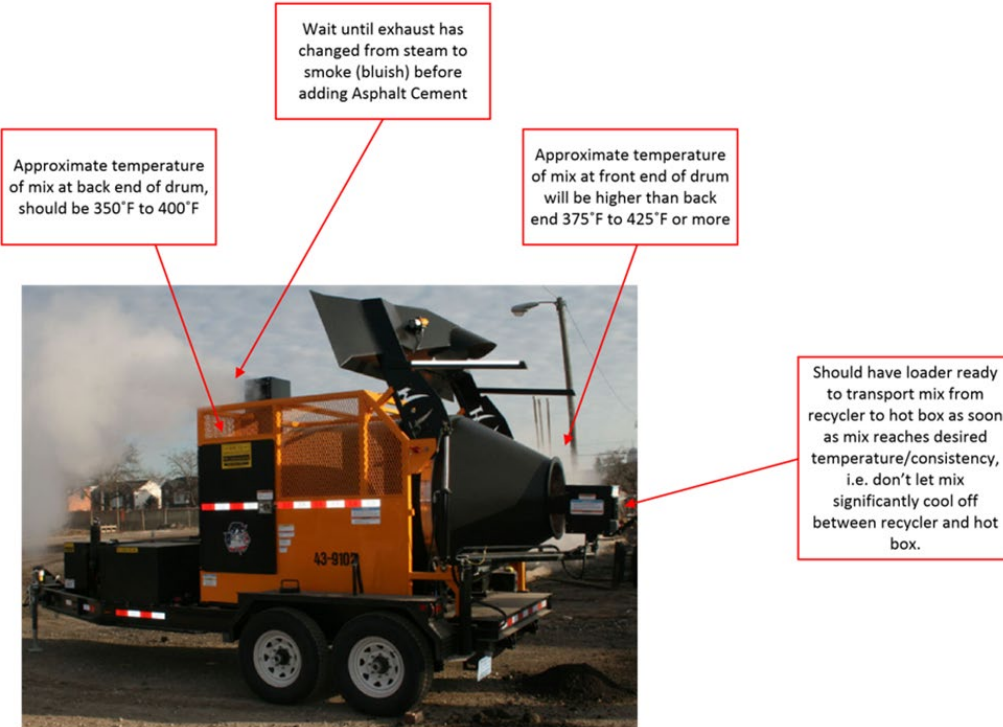 Wait until exhaust has
changed from steam to
smoke (bluish) before
adding Asphalt Cement
Approximate temperature
of mix at back end of drum,
should be 350˚F to 400˚F
Approximate temperature
of mix at front end of drum
will be higher than back
end 375˚F to 425˚F or more
Should have loader ready
to transport mix from
recycler to hot box as soon
as mix reaches desired
temperature/consistency,
i.e. don’t let mix
significantly cool off
between recycler and hot
box.